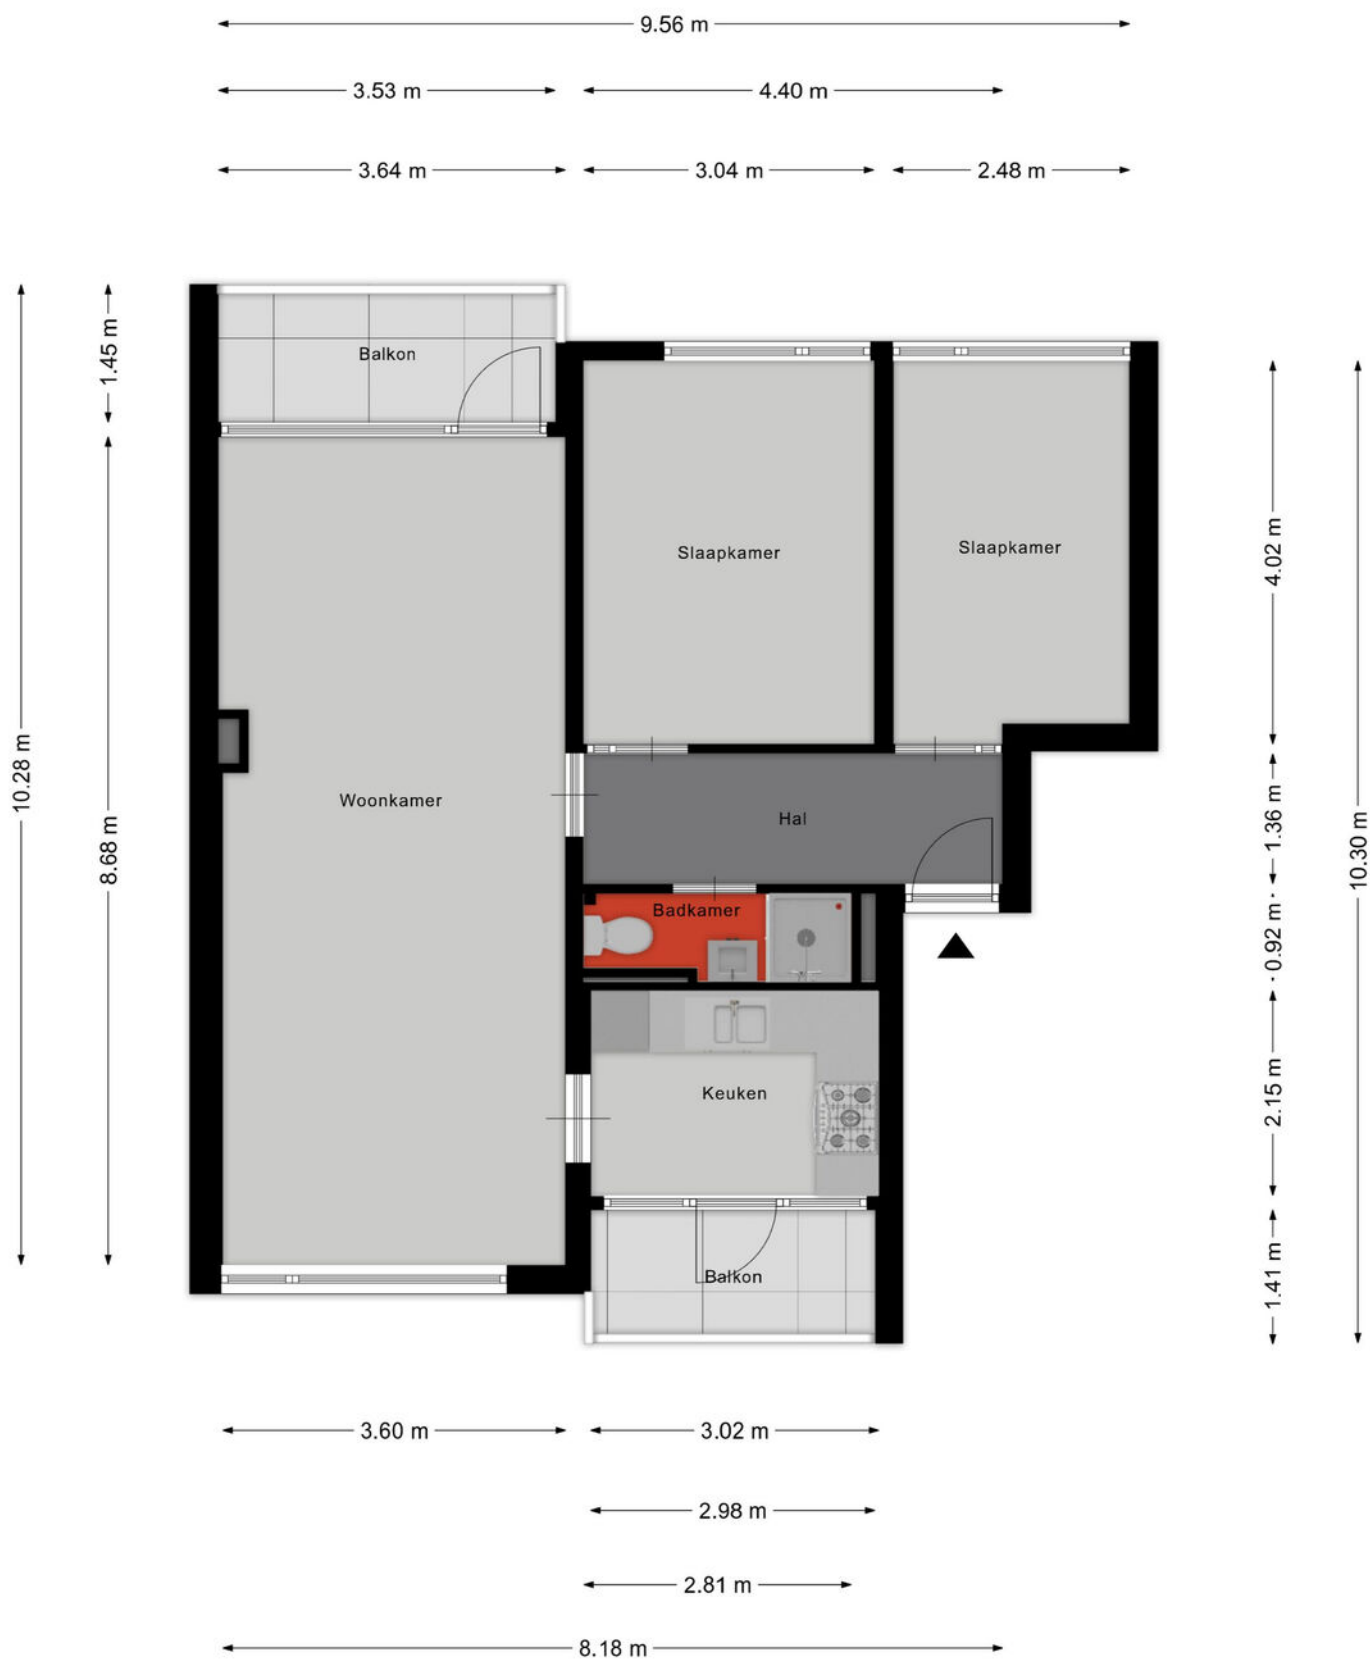 9.56 m
3.53 m
4.40 m
3.64 m
3.04 m
2.48 m
1.45 m
Balkon
4.02 m
Slaapkamer
Slaapkamer
10.28 m
8.68 m
Woonkamer
Hal
1.36 m
10.30 m
Badkamer
0.92 m
Keuken
2.15 m
Balkon
1.41 m
3.60 m
3.02 m
2.98 m
2.81 m
8.18 m